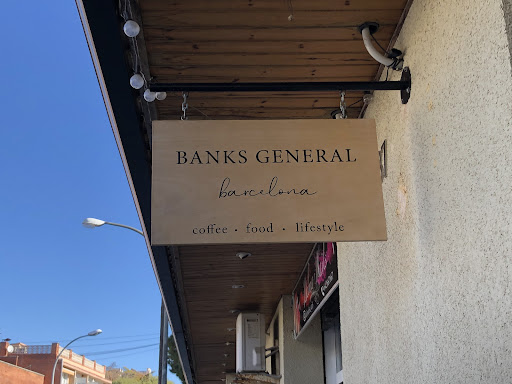 BANKS GENERAL
barcelona
coffee · food · lifestyle